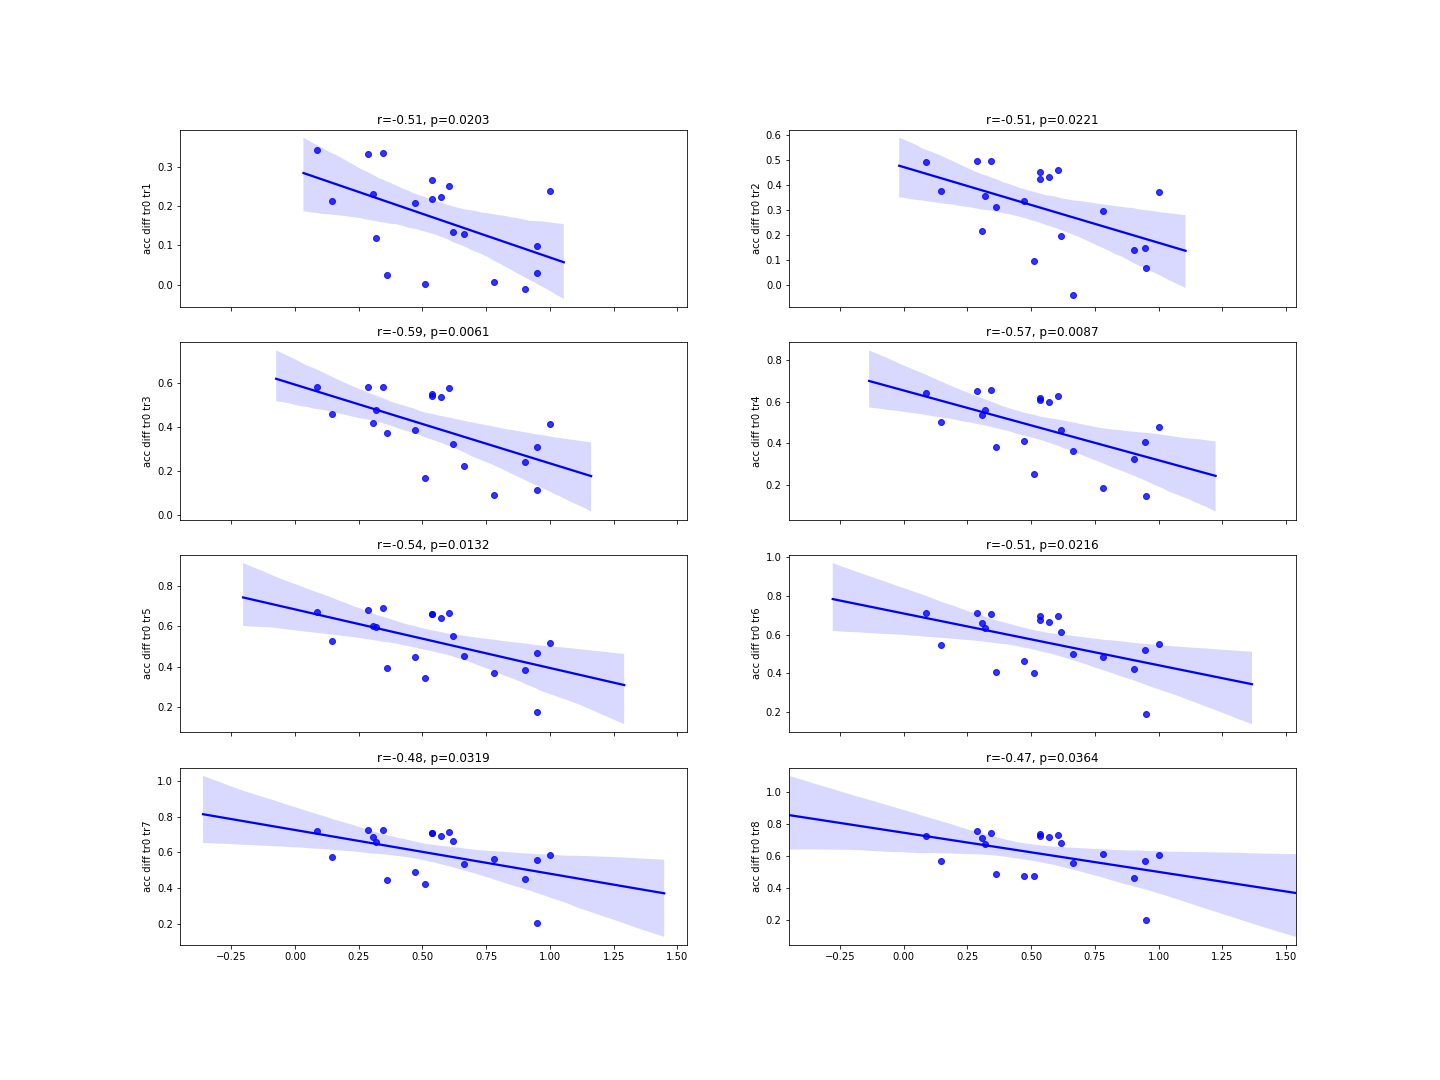 r=-0.51, p=0.0203
0.3
0.2
0.1
0.0
acc diff tr0 tr1
r=-0.51, p=0.0221
0.6
0.5
0.4
0.3
0.2
0.1
0.0
acc diff tr0 tr2
r=-0.59, p=0.0061
0.6
0.4
0.2
0.0
acc diff tr0 tr3
r=-0.57, p=0.0087
0.8
0.6
0.4
0.2
acc diff tr0 tr4
r=-0.54, p=0.0132
0.8
0.6
0.4
0.2
acc diff tr0 tr5
r=-0.51, p=0.0216
1.0
0.8
0.6
0.4
0.2
acc diff tr0 tr6
r=-0.48, p=0.0319
1.0
0.8
0.6
0.4
0.2
acc diff tr0 tr7
−0.25 0.00 0.25 0.50 0.75 1.00 1.25 1.50
r=-0.47, p=0.0364
1.0
0.8
0.6
0.4
0.2
acc diff tr0 tr8
−0.25 0.00 0.25 0.50 0.75 1.00 1.25 1.50